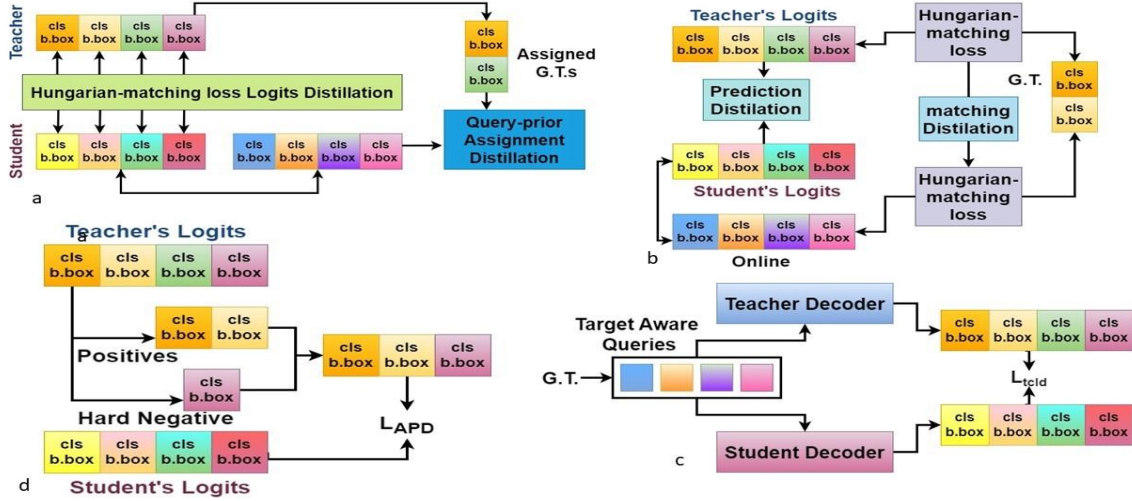 Teacher
cls cls cls cls
b.box b.box b.box b.box
Hungarian-matching loss Logits Distillation
Student
cls cls cls cls
b.box b.box b.box b.box
cls cls cls cls
b.box b.box b.box b.box
cls
b.box
cls
b.box
Assigned
G.T.s
Query-prior
Assignment
Distillation
a
Teacher's Logits
cls cls cls cls
b.box b.box b.box b.box
Prediction
Distilation
cls cls cls cls
b.box b.box b.box b.box
Student's Logits
cls cls cls cls
b.box b.box b.box b.box
Online
Hungarian-
matching
loss
G.T.
cls
b.box
cls
b.box
matching
Distilation
Hungarian-
matching
loss
b
Teacher's Logits
a
cls cls cls cls
b.box b.box b.box b.box
cls cls
b.box b.box
Positives
cls
b.box
Hard Negative
cls cls cls
b.box b.box b.box
LAPD
cls cls cls cls
b.box b.box b.box b.box
Student's Logits
d
Teacher Decoder
Target Aware
Queries
G.T.
Student Decoder
cls cls cls cls
b.box b.box b.box b.box
Ltcld
cls cls cls cls
b.box b.box b.box b.box
c